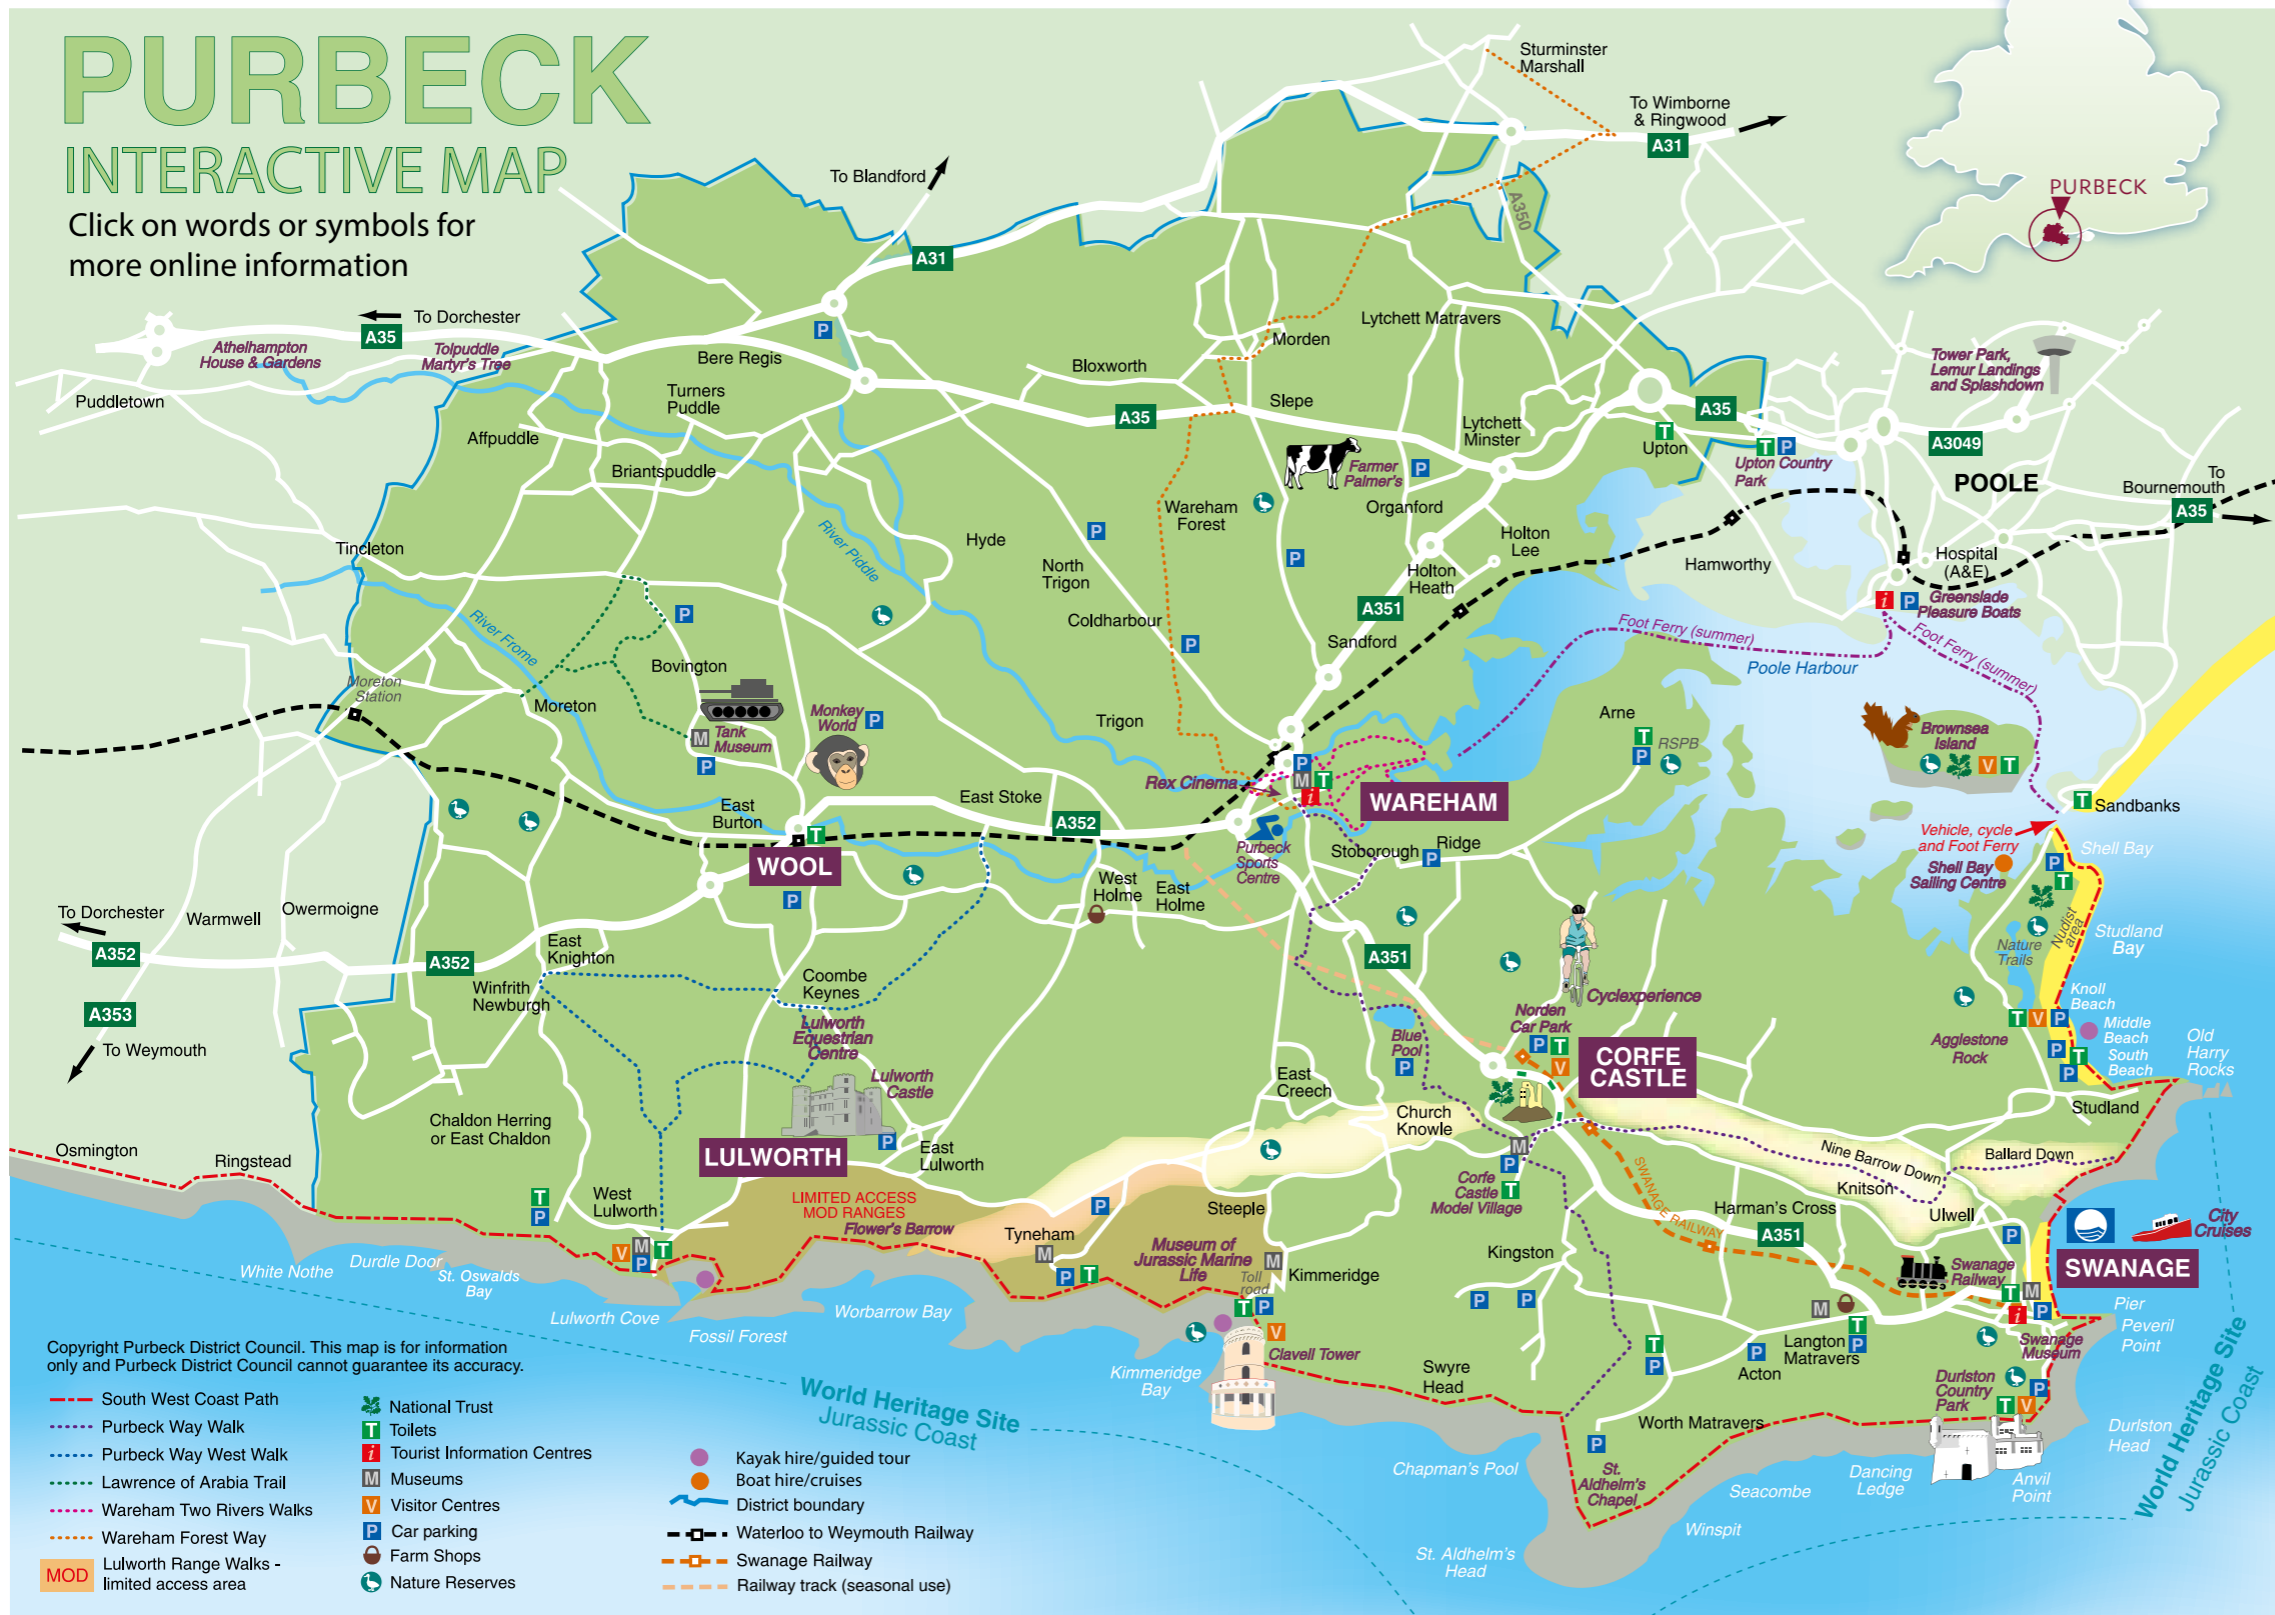 PURBECK
INTERACTIVE MAP
Click on words or symbols for
more online information
Sturminster
Marshall
To Wimborne
& Ringwood
A31
A350
PURBECK
To Blandford
A31
To Dorchester
A35
Athelhampton
House & Gardens
Tolpuddle
Martyr's Tree
Puddletown
P
Bere Regis
Turners
Puddle
Affpuddle
Briantspuddle
Bloxworth
Morden
Lytchett Matravers
A35
Slepe
Lytchett
Minster
Farmer
Palmer's
P
Organford
Wareham
Forest
P
A35
T
Upton
T P
Upton Country
Park
Tower Park,
Lemur Landings
and Splashdown
A3049
POOLE
To
Bournemouth
A35
Hospital
(A&E)
Hamworthy
i P
Greenslade
Pleasure Boats
Foot Ferry (summer)
Foot Ferry (summer)
Poole Harbour
Holton
Lee
Holton
Heath
A351
Sandford
Tincleton
River Piddle
River Frome
Hyde
P
North
Trigon
Coldharbour
P
Trigon
P
Bovington
Moreton
Station
Moreton
M
Tank
Museum
P
Monkey
World
P
Arne
T
P
RSPB
Brownsea
Island
V T
T
Sandbanks
Vehicle, cycle
and Foot Ferry
Shell Bay
Shell Bay
Sailing Centre
P
T
Nudist
area
Nature
Trails
Studland
Bay
Rex Cinema
P
M T
i
WAREHAM
East
Burton
T
WOOL
P
East Stoke
A352
Purbeck
Sports
Centre
Stoborough
P
Ridge
West
Holme
East
Holme
To Dorchester
A352
Warmwell
Owermoigne
A352
A353
To Weymouth
East
Knighton
Winfrith
Newburgh
Coombe
Keynes
A351
Cyclexperience
Norden
Car Park
P T
V
CORFE
CASTLE
Blue
Pool
P
Knoll
Beach
T V P
Middle
Beach
Agglestone
Rock
P T
P
South
Beach
Old
Harry
Rocks
Studland
Lulworth
Equestrian
Centre
Lulworth
Castle
P
LULWORTH
East
Lulworth
East
Creech
Church
Knowle
Chaldon Herring
or East Chaldon
Osmington
Ringstead
T
P
West
Lulworth
LIMITED ACCESS
MOD RANGES
Flower's Barrow
P
Tyneham
M
P T
Steeple
Museum of
Jurassic Marine
Life
M
Toll
road
T P
Kimmeridge
V
Clavell Tower
M
P
Corfe
Castle
Model Village
T
Kingston
P P
SWANAGE RAILWAY
Nine Barrow Down
Ballard Down
Knitson
Harman's Cross
A351
Ulwell
P
City
Cruises
SWANAGE
Swanage
Railway
T M
i P
Swanage
Museum
Pier
Peveril
Point
M
Langton
Matravers
T
P
P
Acton
T
P
Durlston
Country
Park
P
T V
Durlston
Head
Anvil
Point
Dancing
Ledge
Seacombe
Winspit
Worth Matravers
P
St.
Aldhelm's
Chapel
St. Aldhelm's
Head
Chapman's Pool
Swyre
Head
Kimmeridge
Bay
V M T
P
White Nothe
Durdle Door
St. Oswalds
Bay
Lulworth Cove
Fossil Forest
Worbarrow Bay
World Heritage Site
Jurassic Coast
World Heritage Site
Jurassic Coast
Copyright Purbeck District Council. This map is for information
only and Purbeck District Council cannot guarantee its accuracy.
South West Coast Path
Purbeck Way Walk
Purbeck Way West Walk
Lawrence of Arabia Trail
Wareham Two Rivers Walks
Wareham Forest Way
MOD Lulworth Range Walks -
limited access area
National Trust
T Toilets
i Tourist Information Centres
M Museums
V Visitor Centres
P Car parking
Farm Shops
Nature Reserves
Kayak hire/guided tour
Boat hire/cruises
District boundary
Waterloo to Weymouth Railway
Swanage Railway
Railway track (seasonal use)